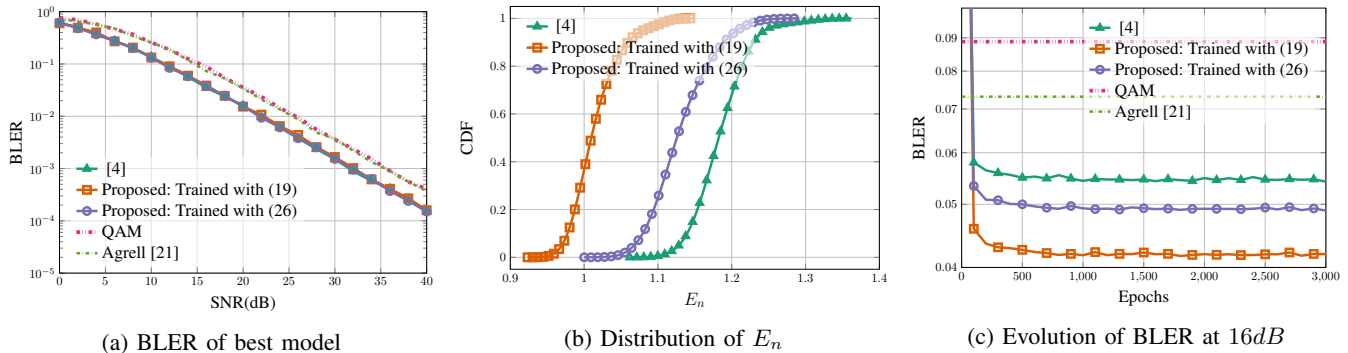 10^0
10^−1
10^−2
10^−3
10^−4
10^−5
BLER
[4]
Proposed: Trained with (19)
Proposed: Trained with (26)
QAM
Agrell [21]
0 5 10 15 20 25 30 35 40
SNR(dB)
(a) BLER of best model
1
0.8
0.6
0.4
0.2
0
CDF
[4]
Proposed: Trained with (19)
Proposed: Trained with (26)
0.9 1 1.1 1.2 1.3 1.4
E_n
(b) Distribution of E_n
0.09
0.08
0.07
0.06
0.05
0.04
BLER
[4]
Proposed: Trained with (19)
Proposed: Trained with (26)
QAM
Agrell [21]
0 500 1,000 1,500 2,000 2,500 3,000
Epochs
(c) Evolution of BLER at 16dB